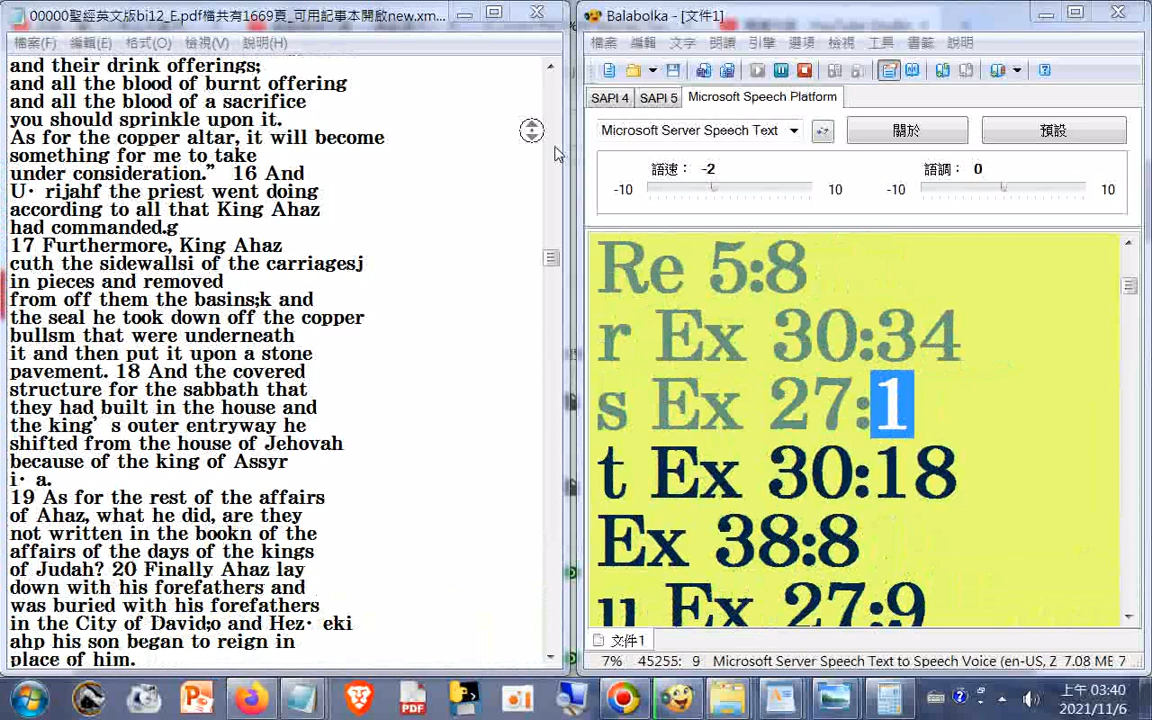 00000聖經英文版bi12_E.pdf檔共有1669頁_可用記事本開啟new.xm...
檔案(F) 編輯(E) 格式(O) 檢視(V) 說明(H)
and their drink offerings;
and all the blood of burnt offering
and all the blood of a sacrifice
you should sprinkle upon it.
As for the copper altar, it will become
something for me to take
under consideration.” 16 And
U· rijahf the priest went doing
according to all that King Ahaz
had commanded.g
17 Furthermore, King Ahaz
cuth the sidewallsi of the carriagesj
in pieces and removed
from off them the basins;k and
the seal he took down off the copper
bullsm that were underneath
it and then put it upon a stone
pavement. 18 And the covered
structure for the sabbath that
they had built in the house and
the king’ s outer entryway he
shifted from the house of Jehovah
because of the king of Assyr
i· a.
19 As for the rest of the affairs
of Ahaz, what he did, are they
not written in the bookn of the
affairs of the days of the kings
of Judah? 20 Finally Ahaz lay
down with his forefathers and
was buried with his forefathers
in the City of David;o and Hez· eki
ahp his son began to reign in
place of him.
Balabolka - [文件1]
檔案 編輯 文字 朗讀 引擎 選項 檢視 工具 書籤 說明
SAPI 4 SAPI 5 Microsoft Speech Platform
Microsoft Server Speech Text 關於 預設
語速: -2 語調: 0
-10 10 -10 10
Re 5:8
r Ex 30:34
s Ex 27:1
t Ex 30:18
Ex 38:8
u Ex 27:9
文件1
7% 45255: 9 Microsoft Server Speech Text to Speech Voice (en-US, Z 7.08 ME 7
上午 03:40
2021/11/6